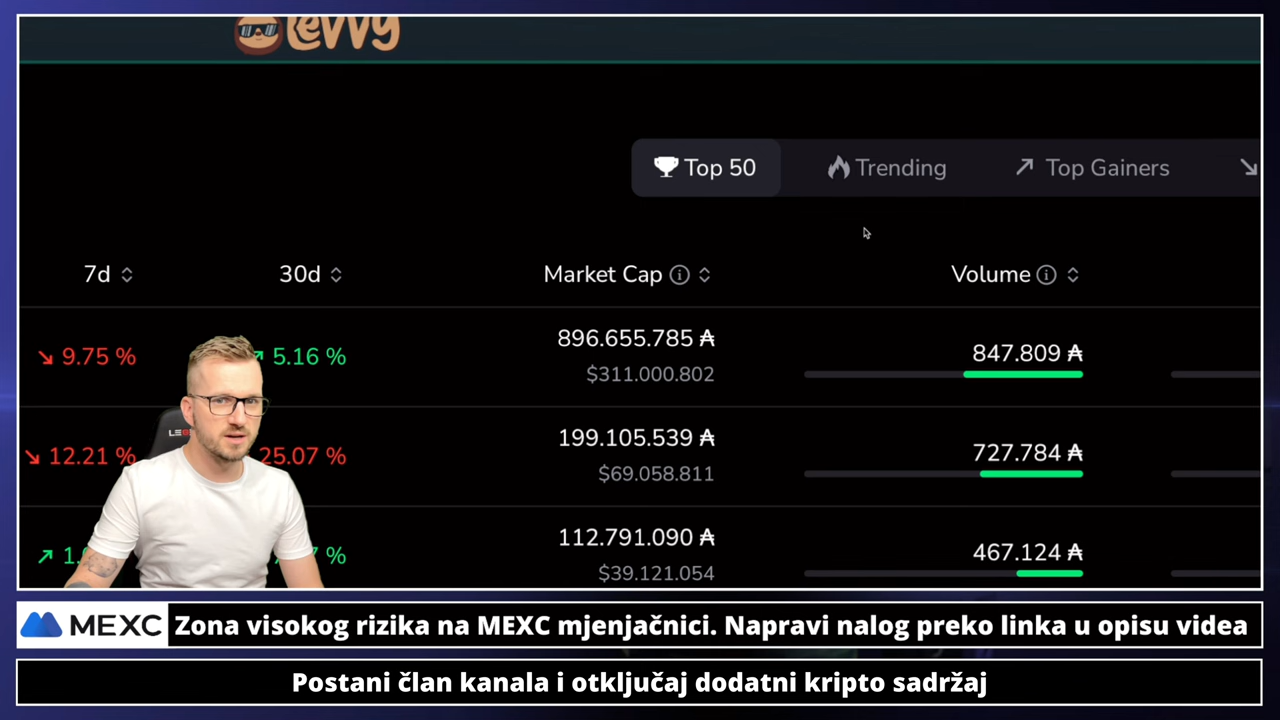 Levvy
Top 50 Trending Top Gainers
7d 30d Market Cap Volume
9.75 % 5.16 % 896.655.785 ₳ 847.809 ₳
$311.000.802
12.21 % 25.07 % 199.105.539 ₳ 727.784 ₳
$69.058.811
112.791.090 ₳ 467.124 ₳
$39.121.054
MEXC Zona visokog rizika na MEXC mjenjačnici. Napravi nalog preko linka u opisu videa
Postani član kanala i otključaj dodatni kripto sadržaj